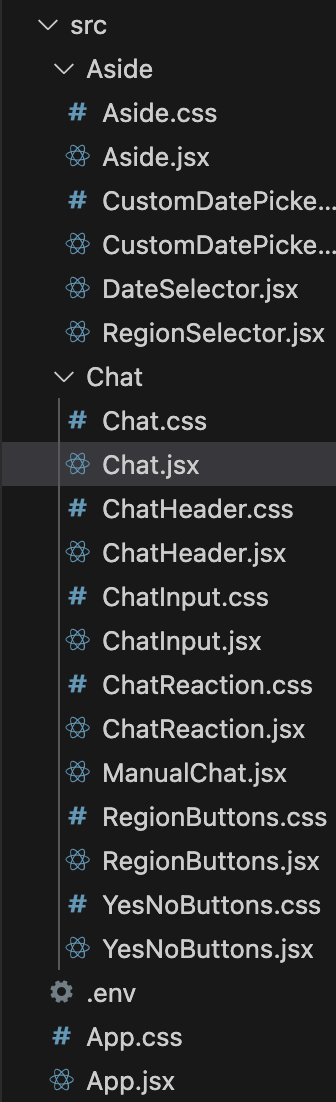 src
Aside
# Aside.css
Aside.jsx
# CustomDatePicke...
CustomDatePicke...
DateSelector.jsx
RegionSelector.jsx
Chat
# Chat.css
Chat.jsx
# ChatHeader.css
ChatHeader.jsx
# ChatInput.css
ChatInput.jsx
# ChatReaction.css
ChatReaction.jsx
ManualChat.jsx
# RegionButtons.css
RegionButtons.jsx
# YesNoButtons.css
YesNoButtons.jsx
.env
# App.css
App.jsx